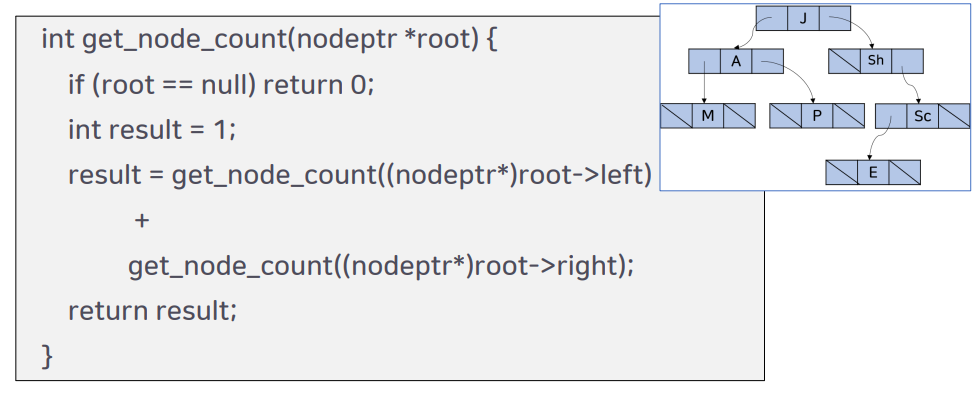 int get_node_count(nodeptr *root) {
if (root == null) return 0;
int result = 1;
result = get_node_count((nodeptr*)root->left)
+
get_node_count((nodeptr*)root->right);
return result;
}
J
A
Sh
M
P
Sc
E